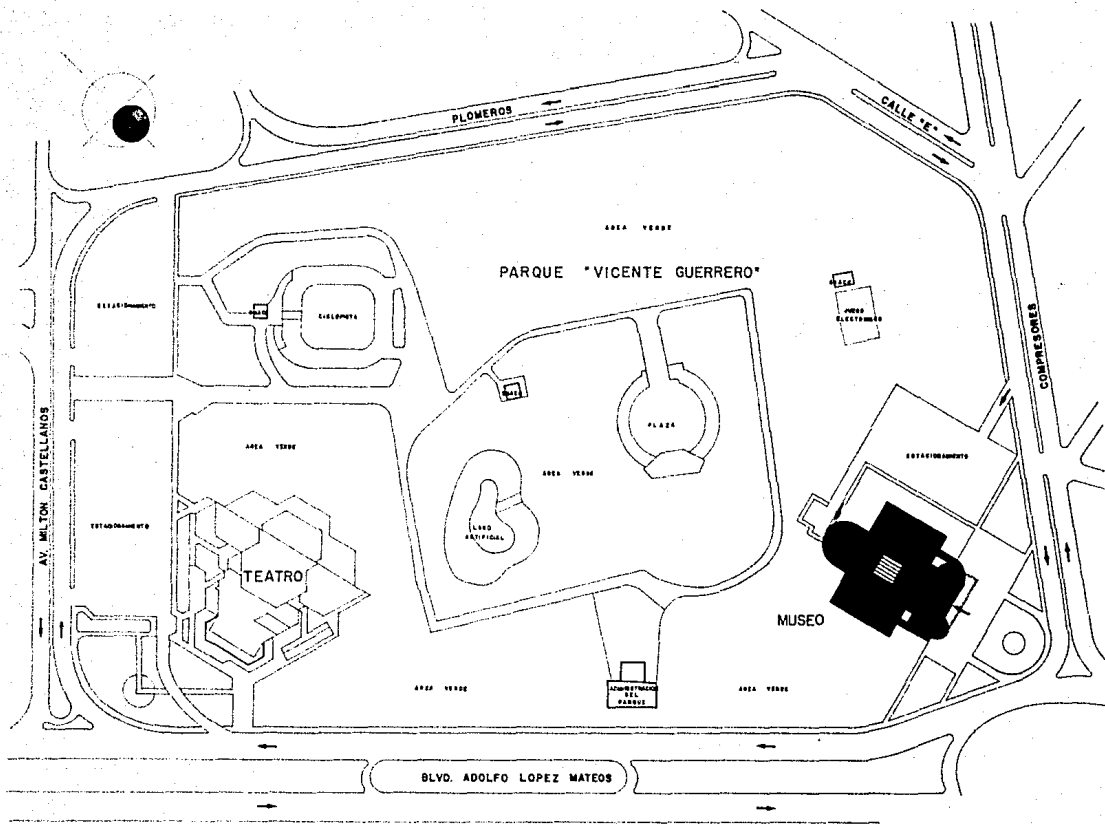 PLOMEROS
CALLE "E"
AREA VERDE
PARQUE "VICENTE GUERRERO"
ESTACIONAMIENTO
CICLOPISTA
COMPRESORES
AV. MILTON CASTELLANOS
AREA VERDE
PLAZA
ESTACIONAMIENTO
AREA VERDE
ESTACIONAMIENTO
LAGO
ARTIFICIAL
TEATRO
MUSEO
AREA VERDE
ADMINISTRACION
DEL
PARQUE
AREA VERDE
BLVD. ADOLFO LOPEZ MATEOS